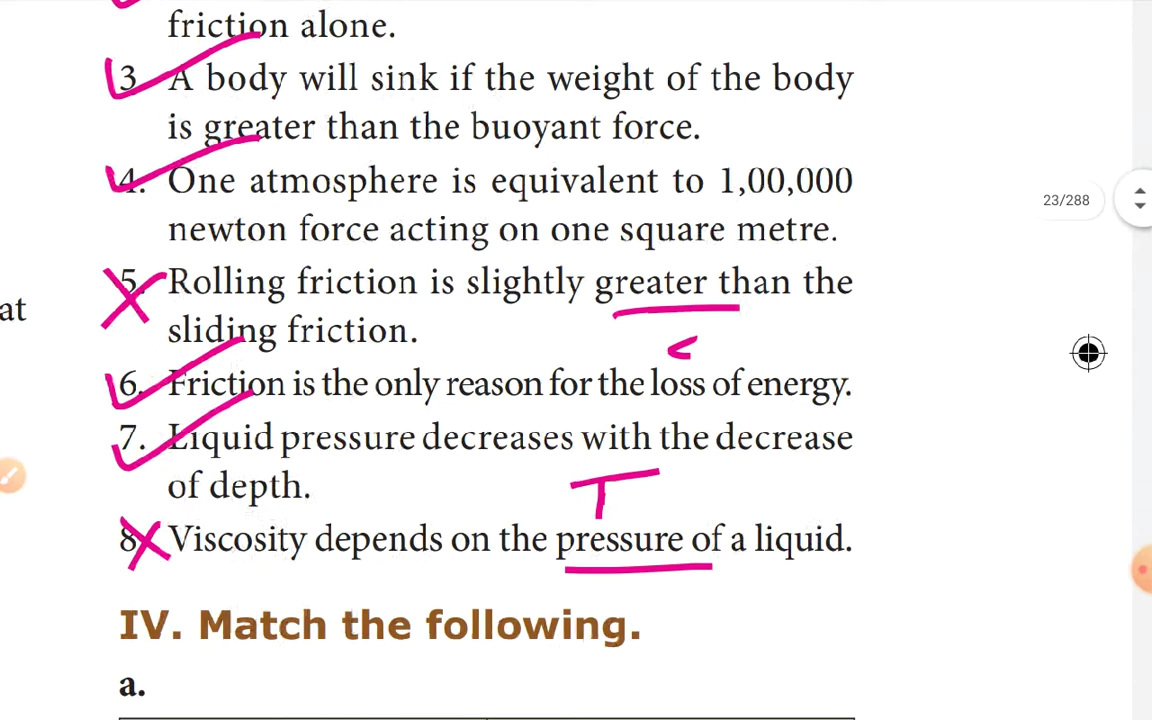 friction alone.
3. A body will sink if the weight of the body
is greater than the buoyant force.
4. One atmosphere is equivalent to 1,00,000
newton force acting on one square metre.
23/288
5. Rolling friction is slightly greater than the
at
sliding friction.
<
6. Friction is the only reason for the loss of energy.
7. Liquid pressure decreases with the decrease
of depth.
T
8. Viscosity depends on the pressure of a liquid.
IV. Match the following.
a.